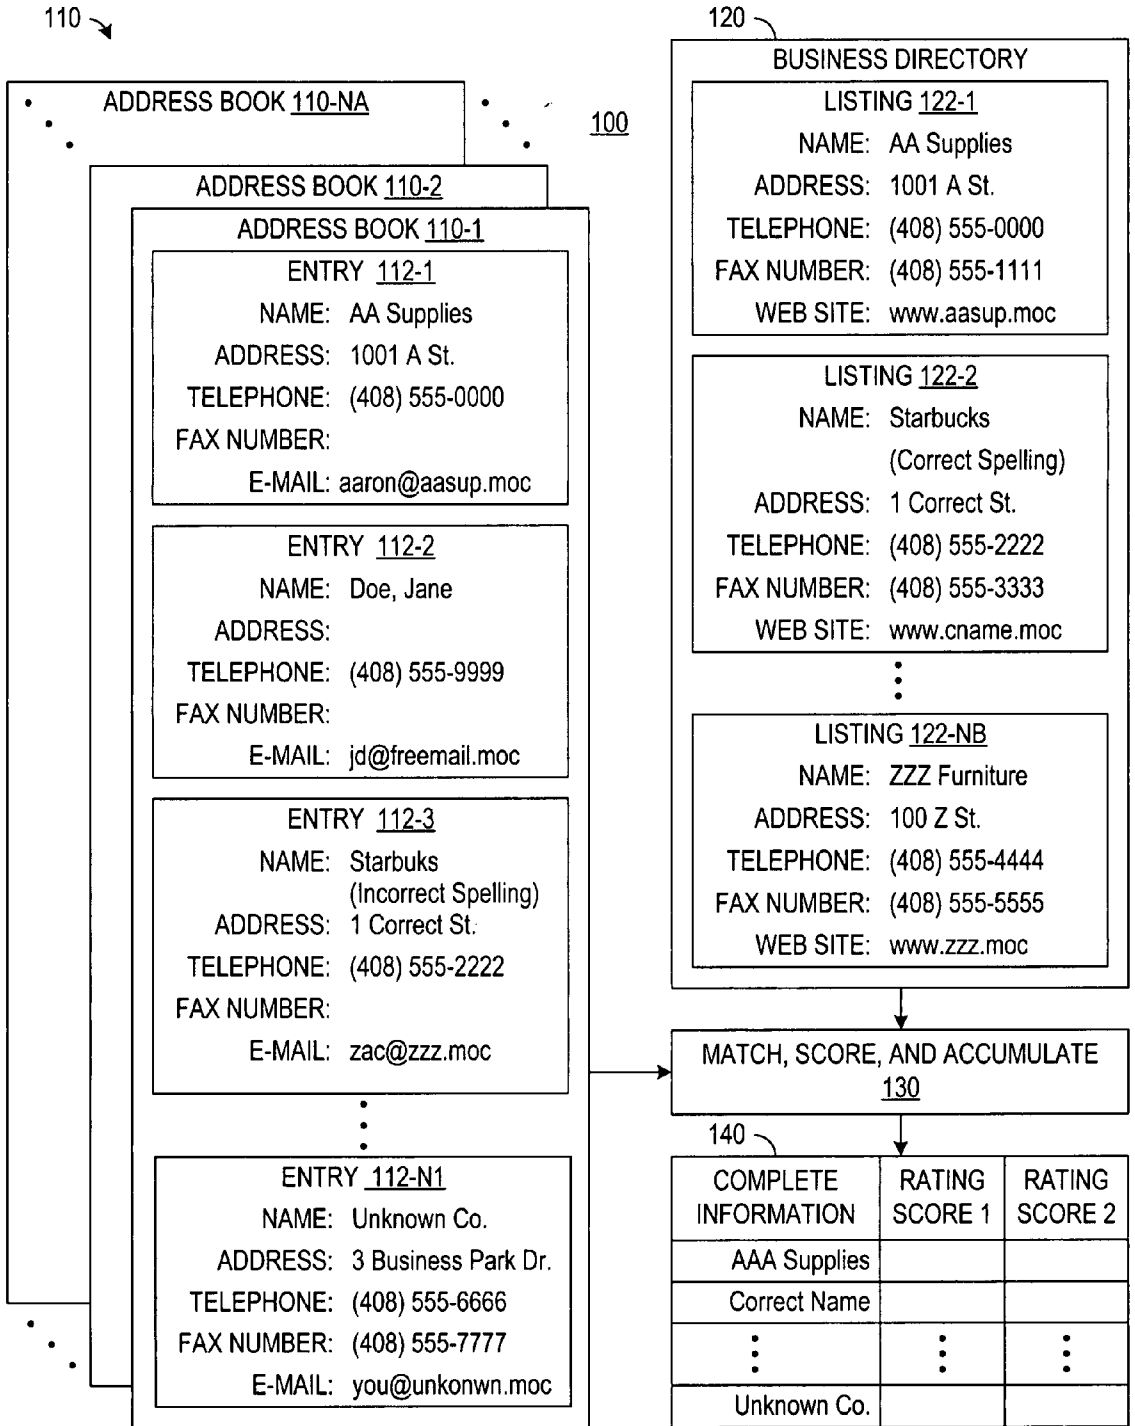 110
ADDRESS BOOK 110-NA
100
ADDRESS BOOK 110-2
ADDRESS BOOK 110-1
ENTRY 112-1
NAME: AA Supplies
ADDRESS: 1001 A St.
TELEPHONE: (408) 555-0000
FAX NUMBER:
E-MAIL: aaron@aasup.moc
ENTRY 112-2
NAME: Doe, Jane
ADDRESS:
TELEPHONE: (408) 555-9999
FAX NUMBER:
E-MAIL: jd@freemail.moc
ENTRY 112-3
NAME: Starbuks
(Incorrect Spelling)
ADDRESS: 1 Correct St.
TELEPHONE: (408) 555-2222
FAX NUMBER:
E-MAIL: zac@zzz.moc
ENTRY 112-N1
NAME: Unknown Co.
ADDRESS: 3 Business Park Dr.
TELEPHONE: (408) 555-6666
FAX NUMBER: (408) 555-7777
E-MAIL: you@unkonwn.moc
120
BUSINESS DIRECTORY
LISTING 122-1
NAME: AA Supplies
ADDRESS: 1001 A St.
TELEPHONE: (408) 555-0000
FAX NUMBER: (408) 555-1111
WEB SITE: www.aasup.moc
LISTING 122-2
NAME: Starbucks
(Correct Spelling)
ADDRESS: 1 Correct St.
TELEPHONE: (408) 555-2222
FAX NUMBER: (408) 555-3333
WEB SITE: www.cname.moc
LISTING 122-NB
NAME: ZZZ Furniture
ADDRESS: 100 Z St.
TELEPHONE: (408) 555-4444
FAX NUMBER: (408) 555-5555
WEB SITE: www.zzz.moc
MATCH, SCORE, AND ACCUMULATE
130
140
COMPLETE INFORMATION
RATING SCORE 1
RATING SCORE 2
AAA Supplies
Correct Name
Unknown Co.